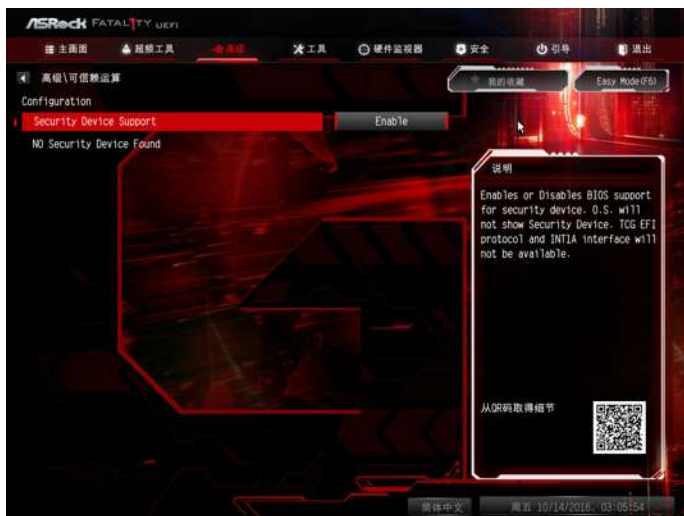 ASRock FATAL1TY UEFI
主画面 超频工具 高级 工具 硬件监视器 安全 引导 退出
高级\可信赖运算
我的收藏 Easy Mode(F6)
Configuration
Security Device Support Enable
NO Security Device Found
说明
Enables or Disables BIOS support
for security device. O.S. will
not show Security Device. TCG EFI
protocol and INT1A interface will
not be available.
从QR码取得细节
简体中文 周五 10/14/2016, 03:05:54